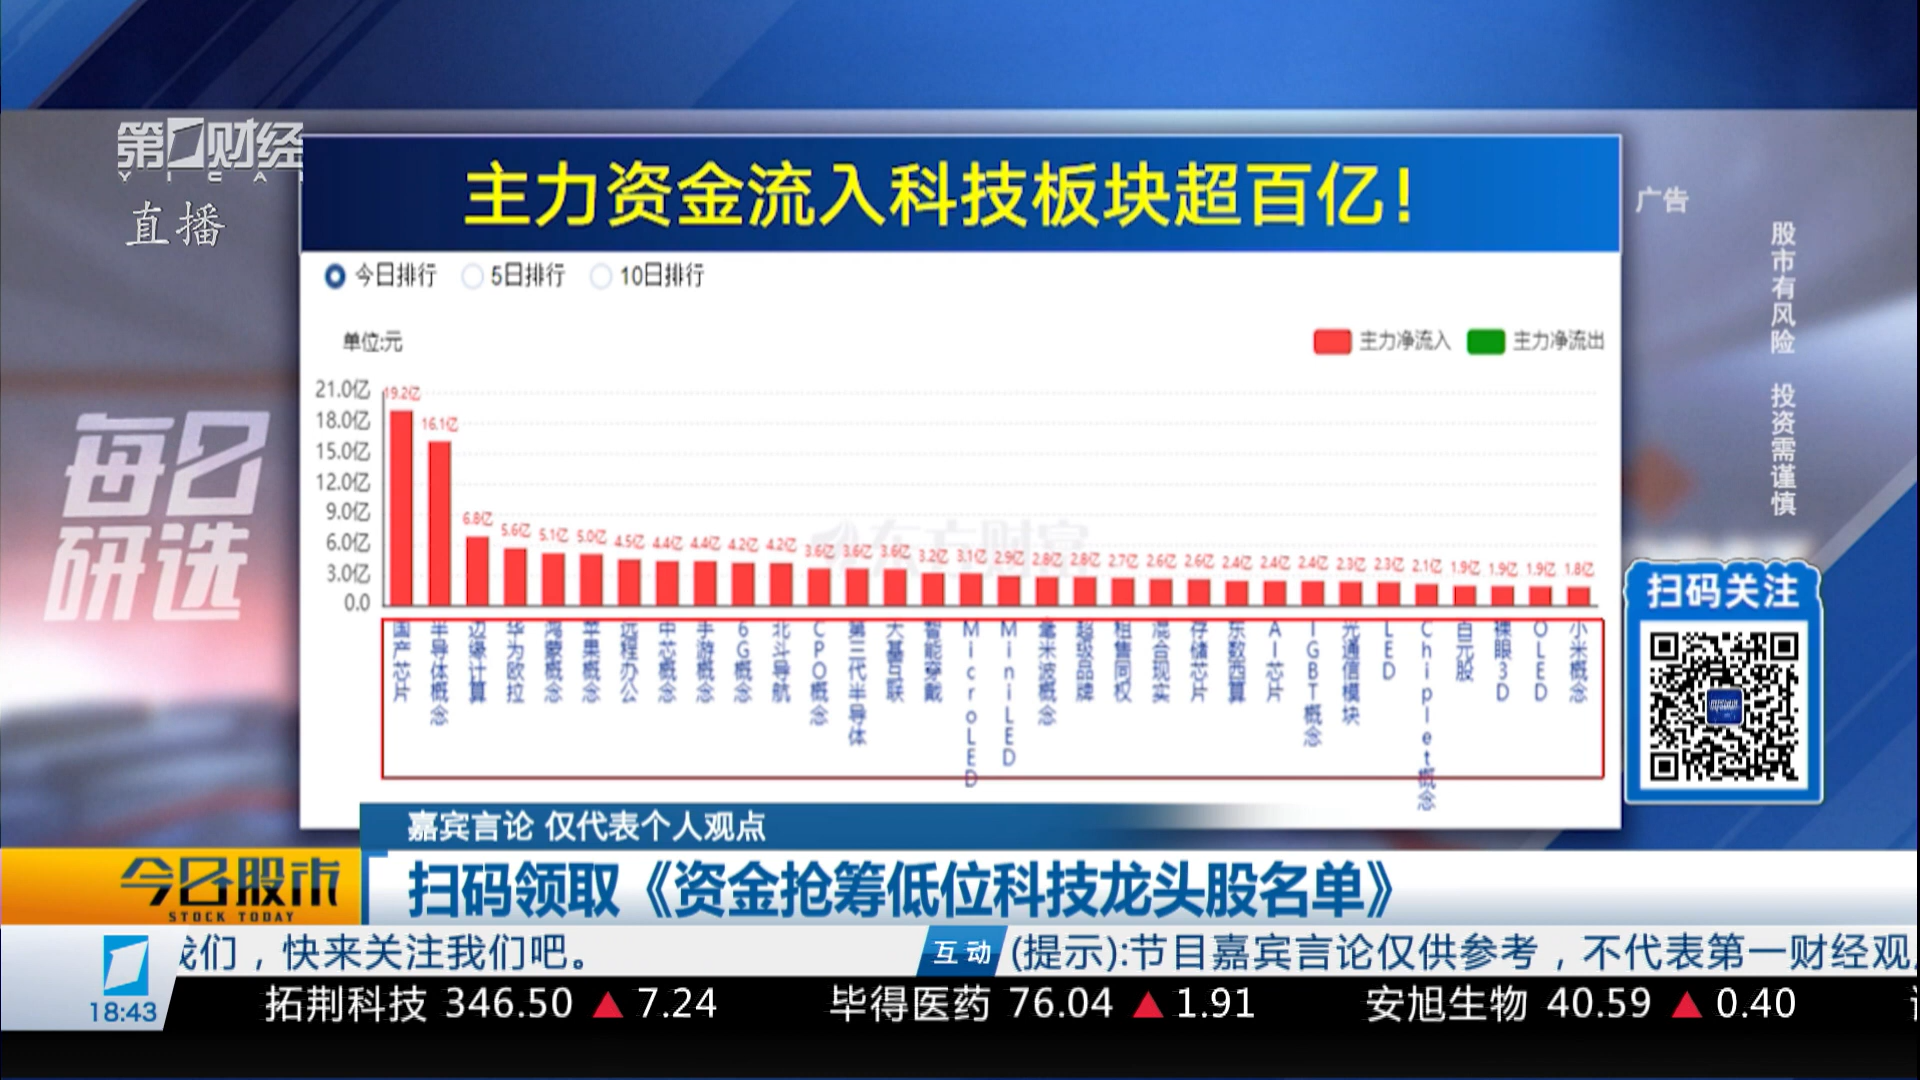 第一财经
YICAI
直播
主力资金流入科技板块超百亿！
广告
股市有风险 投资需谨慎
今日排行 5日排行 10日排行
单位:元
主力净流入 主力净流出
21.0亿
18.0亿
15.0亿
12.0亿
9.0亿
6.0亿
3.0亿
0.0
19.2亿 16.1亿 6.8亿 5.6亿 5.1亿 5.0亿 4.5亿 4.4亿 4.4亿 4.2亿 4.2亿 3.6亿 3.6亿 3.6亿 3.2亿 3.1亿 2.9亿 2.8亿 2.8亿 2.7亿 2.6亿 2.6亿 2.4亿 2.4亿 2.4亿 2.3亿 2.3亿 2.1亿 1.9亿 1.9亿 1.9亿 1.8亿
东方财富
国产芯片
半导体概念
边缘计算
华为欧拉
鸿蒙概念
苹果概念
远程办公
中芯概念
手游概念
6G概念
北斗导航
CPO概念
第三代半导体
大基互联
智能穿戴
MicroLED
MiniLED
毫米波概念
超级品牌
租售同权
混合现实
存储芯片
东数西算
AI芯片
IGBT概念
光通信模块
LED
Chiplet概念
百元股
裸眼3D
OLED
小米概念
每日
研选
扫码关注
嘉宾言论 仅代表个人观点
今日股市
STOCK TODAY
扫码领取《资金抢筹低位科技龙头股名单》
我们，快来关注我们吧。
互动
(提示):节目嘉宾言论仅供参考，不代表第一财经观
18:43
拓荆科技 346.50 ▲ 7.24 毕得医药 76.04 ▲ 1.91 安旭生物 40.59 ▲ 0.40